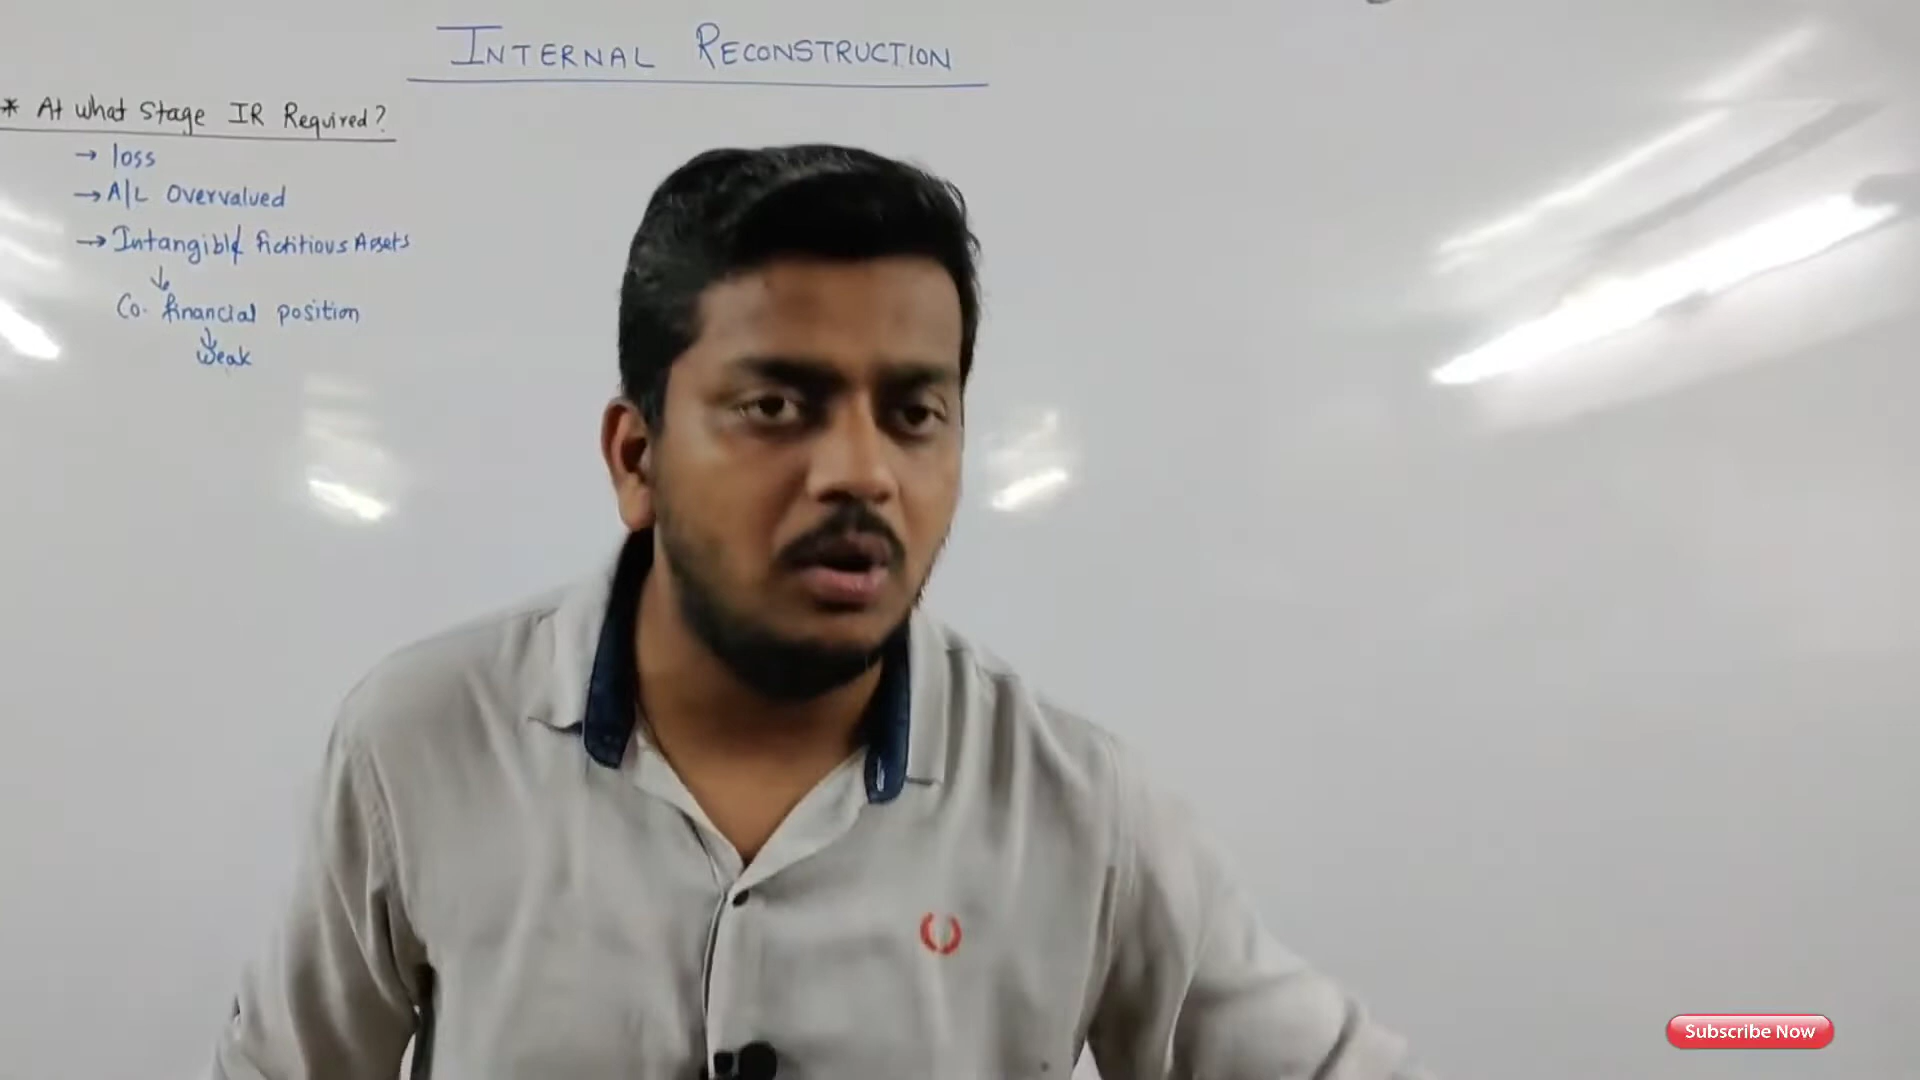 INTERNAL RECONSTRUCTION
* At what Stage IR Required?
→ loss
→ A/L Overvalued
→ Intangible/ fictitious Assets
↓
Co. financial position
↓
weak
Subscribe Now